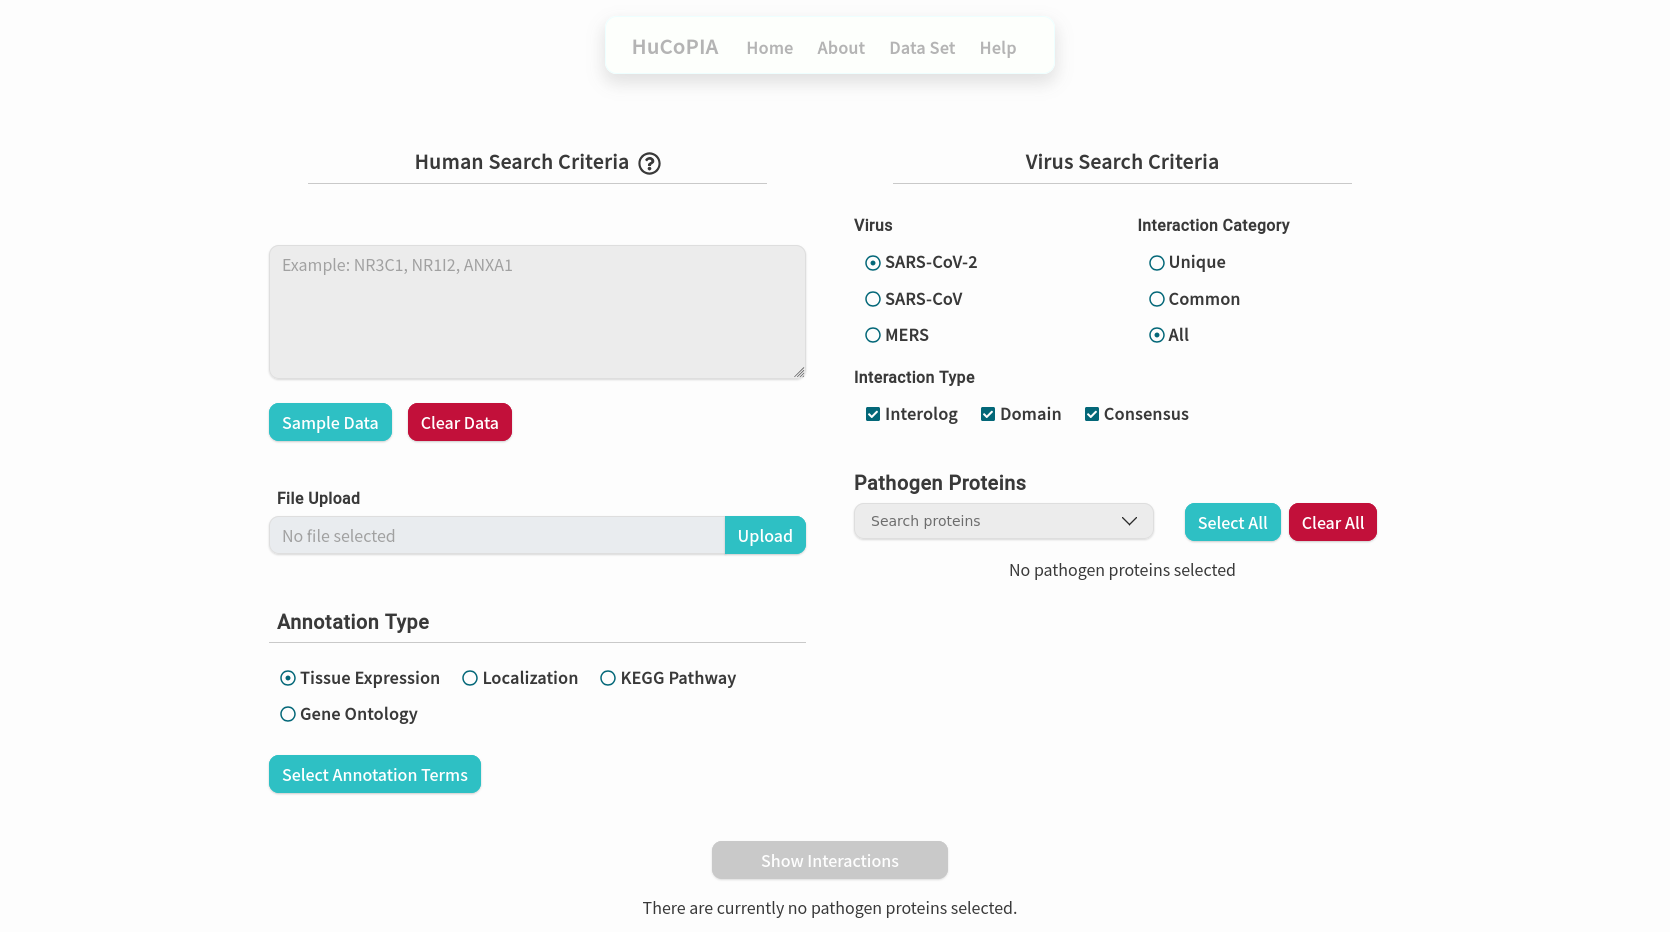 HuCoPIA Home About Data Set Help
Human Search Criteria ?
Example: NR3C1, NR1I2, ANXA1
Sample Data Clear Data
File Upload
No file selected Upload
Annotation Type
Tissue Expression Localization KEGG Pathway
Gene Ontology
Select Annotation Terms
Virus Search Criteria
Virus
SARS-CoV-2
SARS-CoV
MERS
Interaction Category
Unique
Common
All
Interaction Type
Interolog Domain Consensus
Pathogen Proteins
Search proteins Select All Clear All
No pathogen proteins selected
Show Interactions
There are currently no pathogen proteins selected.